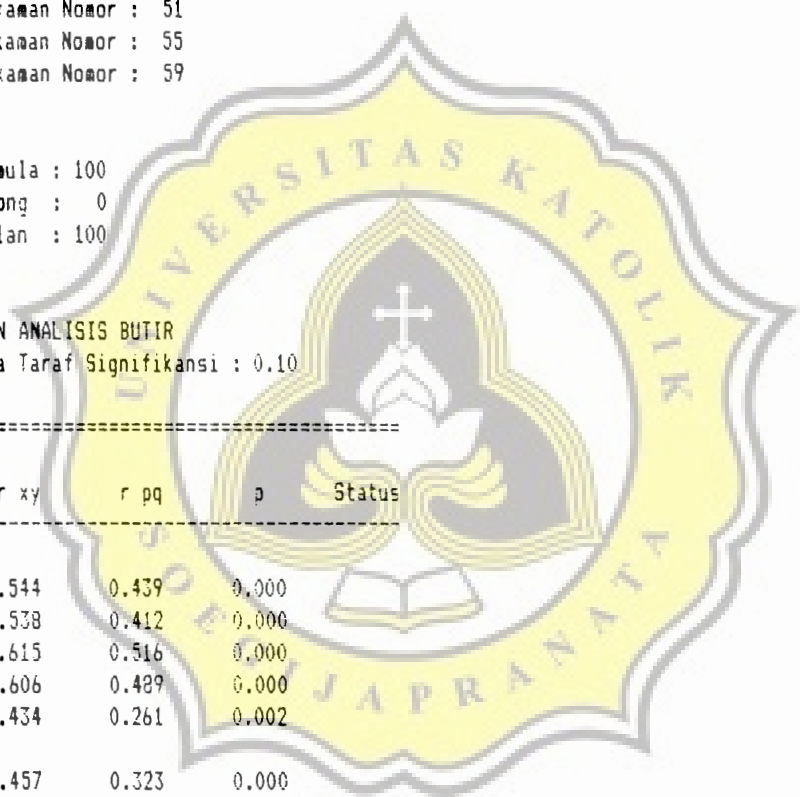 aman Nomor : 51
kaman Nomor : 55
kaman Nomor : 59
ula : 100
ong : 0
lan : 100
N ANALISIS BUTIR
a Taraf Signifikansi : 0.10
r xy r pq p Status
.544 0.439 0.000
.538 0.412 0.000
.615 0.516 0.000
.606 0.489 0.000
.434 0.261 0.002
.457 0.323 0.000
UNIVERSITAS KATOLIK
SOEGIJAPRANATA